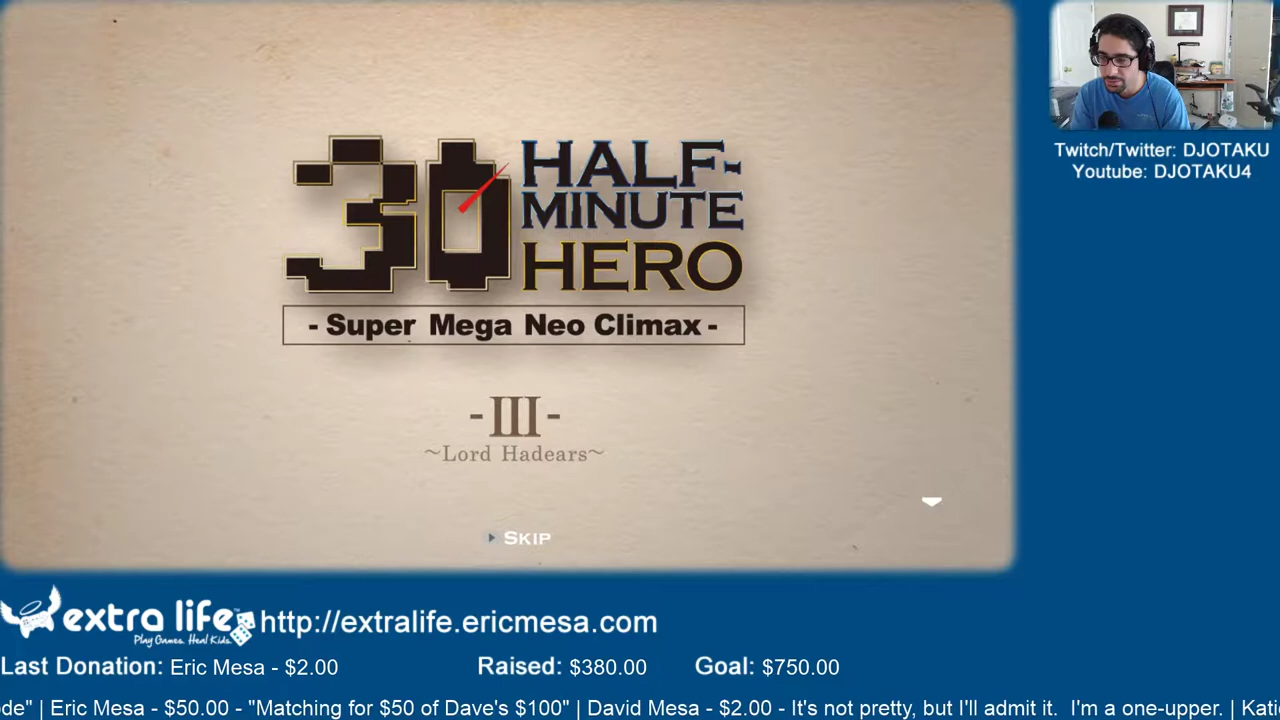 30 HALF-
MINUTE
HERO
- Super Mega Neo Climax -
-III-
~Lord Hadears~
SKIP
Twitch/Twitter: DJOTAKU
Youtube: DJOTAKU4
extra life
Play Games. Heal Kids.
http://extralife.ericmesa.com
Last Donation: Eric Mesa - $2.00
Raised: $380.00
Goal: $750.00
de" | Eric Mesa - $50.00 - "Matching for $50 of Dave's $100" | David Mesa - $2.00 - It's not pretty, but I'll admit it. I'm a one-upper. | Kati